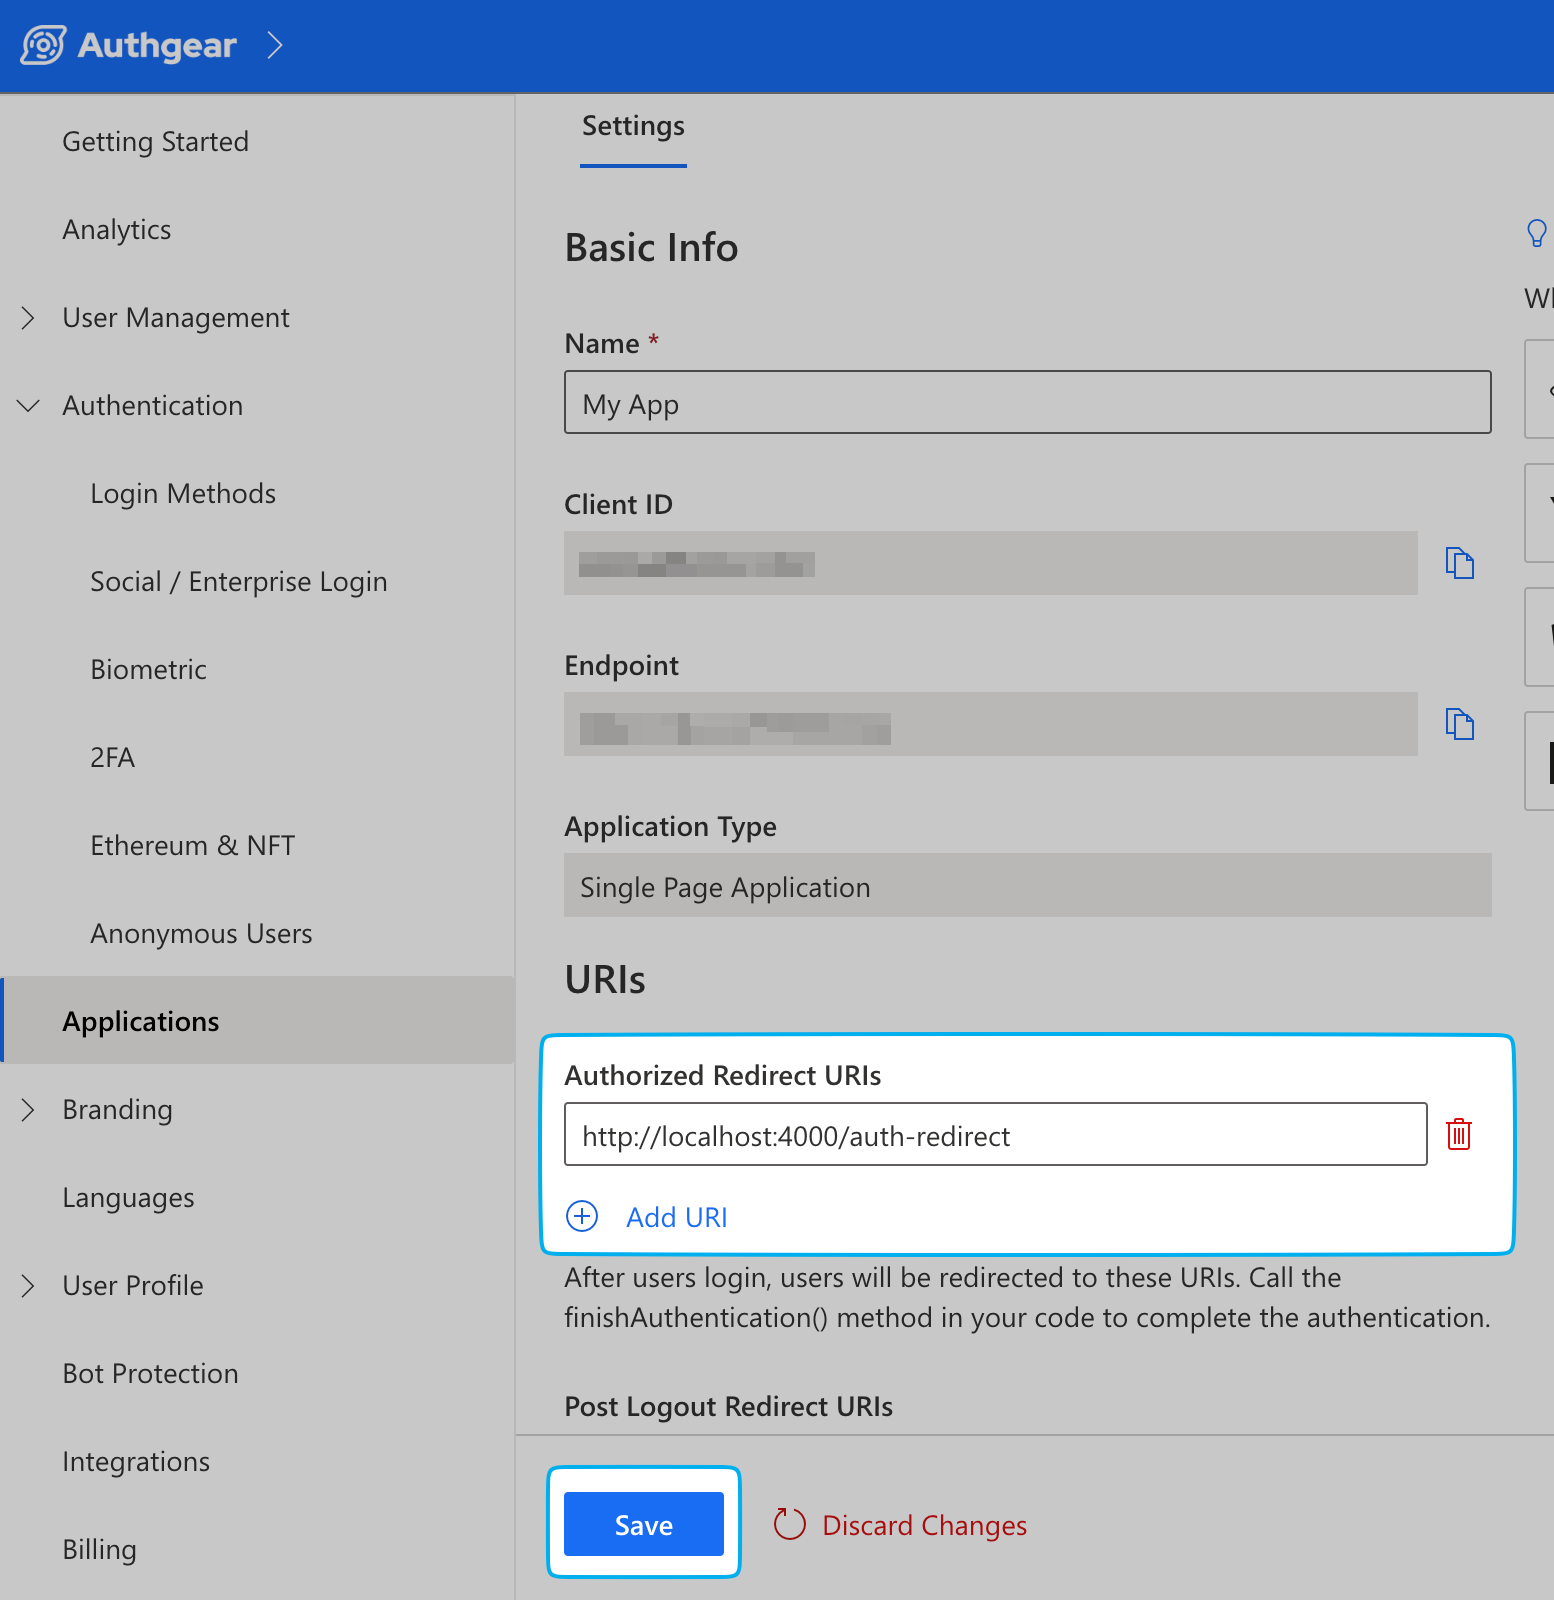 Authgear
Getting Started
Analytics
User Management
Authentication
Login Methods
Social / Enterprise Login
Biometric
2FA
Ethereum & NFT
Anonymous Users
Applications
Branding
Languages
User Profile
Bot Protection
Integrations
Billing
Settings
Basic Info
Name *
My App
Client ID
Endpoint
Application Type
Single Page Application
URIs
Authorized Redirect URIs
http://localhost:4000/auth-redirect
Add URI
After users login, users will be redirected to these URIs. Call the
finishAuthentication() method in your code to complete the authentication.
Post Logout Redirect URIs
Save
Discard Changes